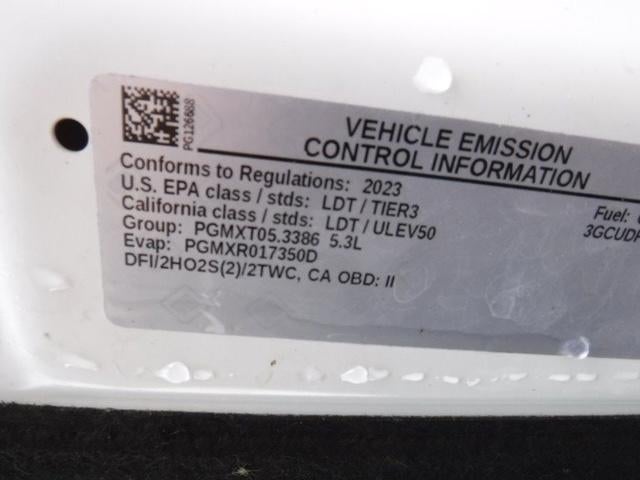 PG126688
VEHICLE EMISSION
CONTROL INFORMATION
Conforms to Regulations: 2023
U.S. EPA class / stds: LDT / TIER3
California class / stds: LDT / ULEV50
Group: PGMXT05.3386 5.3L
Evap: PGMXR017350D
DFI/2HO2S(2)/2TWC, CA OBD: II
Fuel:
3GCUDF